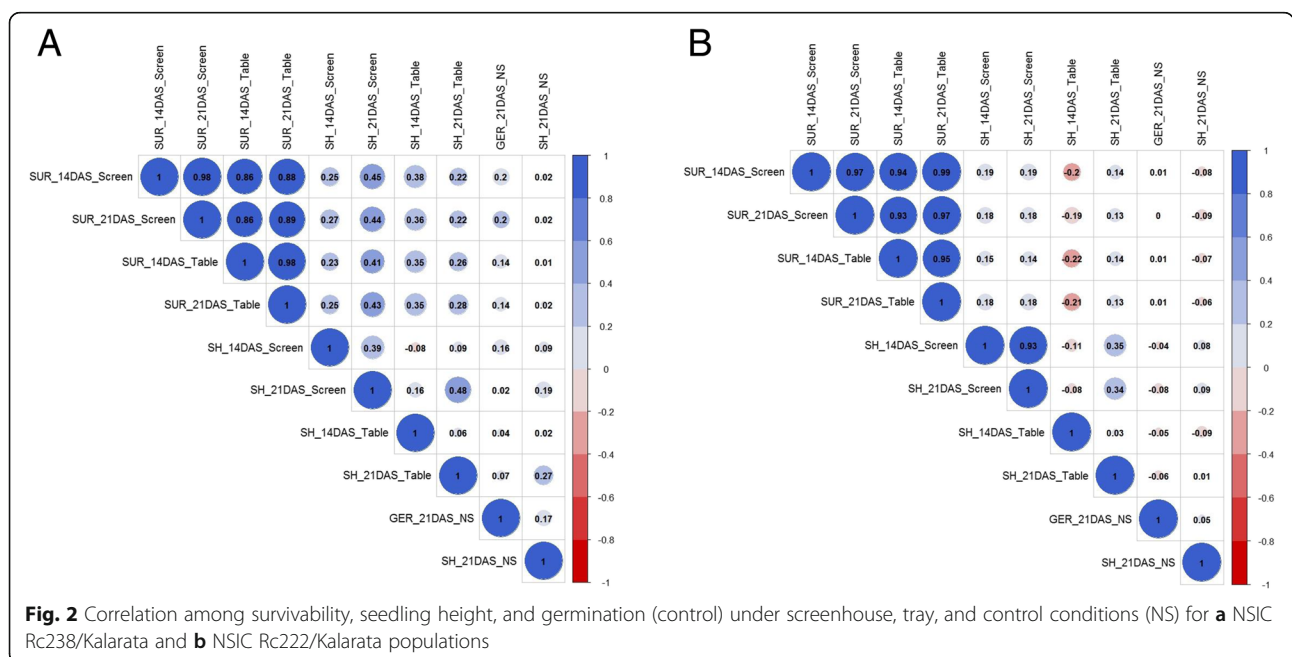 A
SUR_14DAS_Screen
SUR_21DAS_Screen
SUR_14DAS_Table
SUR_21DAS_Table
SH_14DAS_Screen
SH_21DAS_Screen
SH_14DAS_Table
SH_21DAS_Table
GER_21DAS_NS
SH_21DAS_NS
SUR_14DAS_Screen 1 0.98 0.86 0.88 0.25 0.45 0.38 0.22 0.2 0.02
SUR_21DAS_Screen 1 0.86 0.89 0.27 0.44 0.36 0.22 0.2 0.02
SUR_14DAS_Table 1 0.98 0.23 0.41 0.35 0.26 0.14 0.01
SUR_21DAS_Table 1 0.25 0.43 0.35 0.28 0.14 0.02
SH_14DAS_Screen 1 0.39 -0.08 0.09 0.16 0.09
SH_21DAS_Screen 1 0.16 0.48 0.02 0.19
SH_14DAS_Table 1 0.06 0.04 0.02
SH_21DAS_Table 1 0.07 0.27
GER_21DAS_NS 1 0.17
SH_21DAS_NS 1
1
0.8
0.6
0.4
0.2
0
-0.2
-0.4
-0.6
-0.8
-1
B
SUR_14DAS_Screen
SUR_21DAS_Screen
SUR_14DAS_Table
SUR_21DAS_Table
SH_14DAS_Screen
SH_21DAS_Screen
SH_14DAS_Table
SH_21DAS_Table
GER_21DAS_NS
SH_21DAS_NS
SUR_14DAS_Screen 1 0.97 0.94 0.99 0.19 0.19 -0.2 0.14 0.01 -0.08
SUR_21DAS_Screen 1 0.93 0.97 0.18 0.18 -0.19 0.13 0 -0.09
SUR_14DAS_Table 1 0.95 0.15 0.14 -0.22 0.14 0.01 -0.07
SUR_21DAS_Table 1 0.18 0.18 -0.21 0.13 0.01 -0.06
SH_14DAS_Screen 1 0.93 -0.11 0.35 -0.04 0.08
SH_21DAS_Screen 1 -0.08 0.34 -0.08 0.09
SH_14DAS_Table 1 0.03 -0.05 -0.09
SH_21DAS_Table 1 -0.06 0.01
GER_21DAS_NS 1 0.05
SH_21DAS_NS 1
1
0.8
0.6
0.4
0.2
0
-0.2
-0.4
-0.6
-0.8
-1
Fig. 2 Correlation among survivability, seedling height, and germination (control) under screenhouse, tray, and control conditions (NS) for a NSIC
Rc238/Kalarata and b NSIC Rc222/Kalarata populations